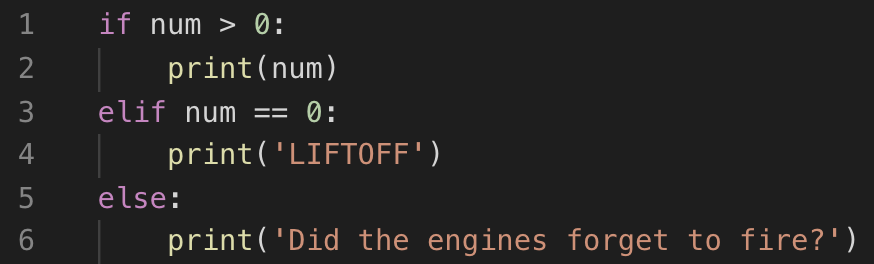 1 if num > 0:
2     print(num)
3 elif num == 0:
4     print('LIFTOFF')
5 else:
6     print('Did the engines forget to fire?')